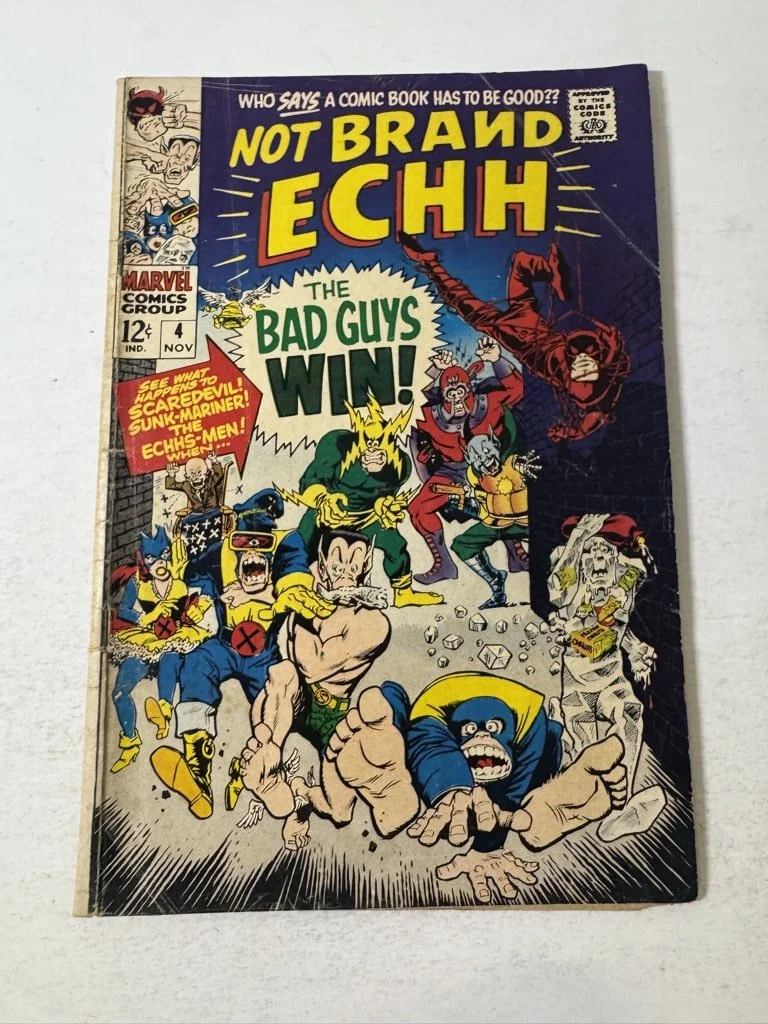 WHO SAYS A COMIC BOOK HAS TO BE GOOD??
NOT BRAND
ECHH
APPROVED
BY THE
COMICS
CODE
AUTHORITY
MARVEL
COMICS
GROUP
12¢
IND.
4
NOV
THE
BAD GUYS
WIN!
SEE WHAT
HAPPENS TO
SCAREDEVIL!
SUNK-MARINER!
THE
ECHHS-MEN!
WHEN...
X
X